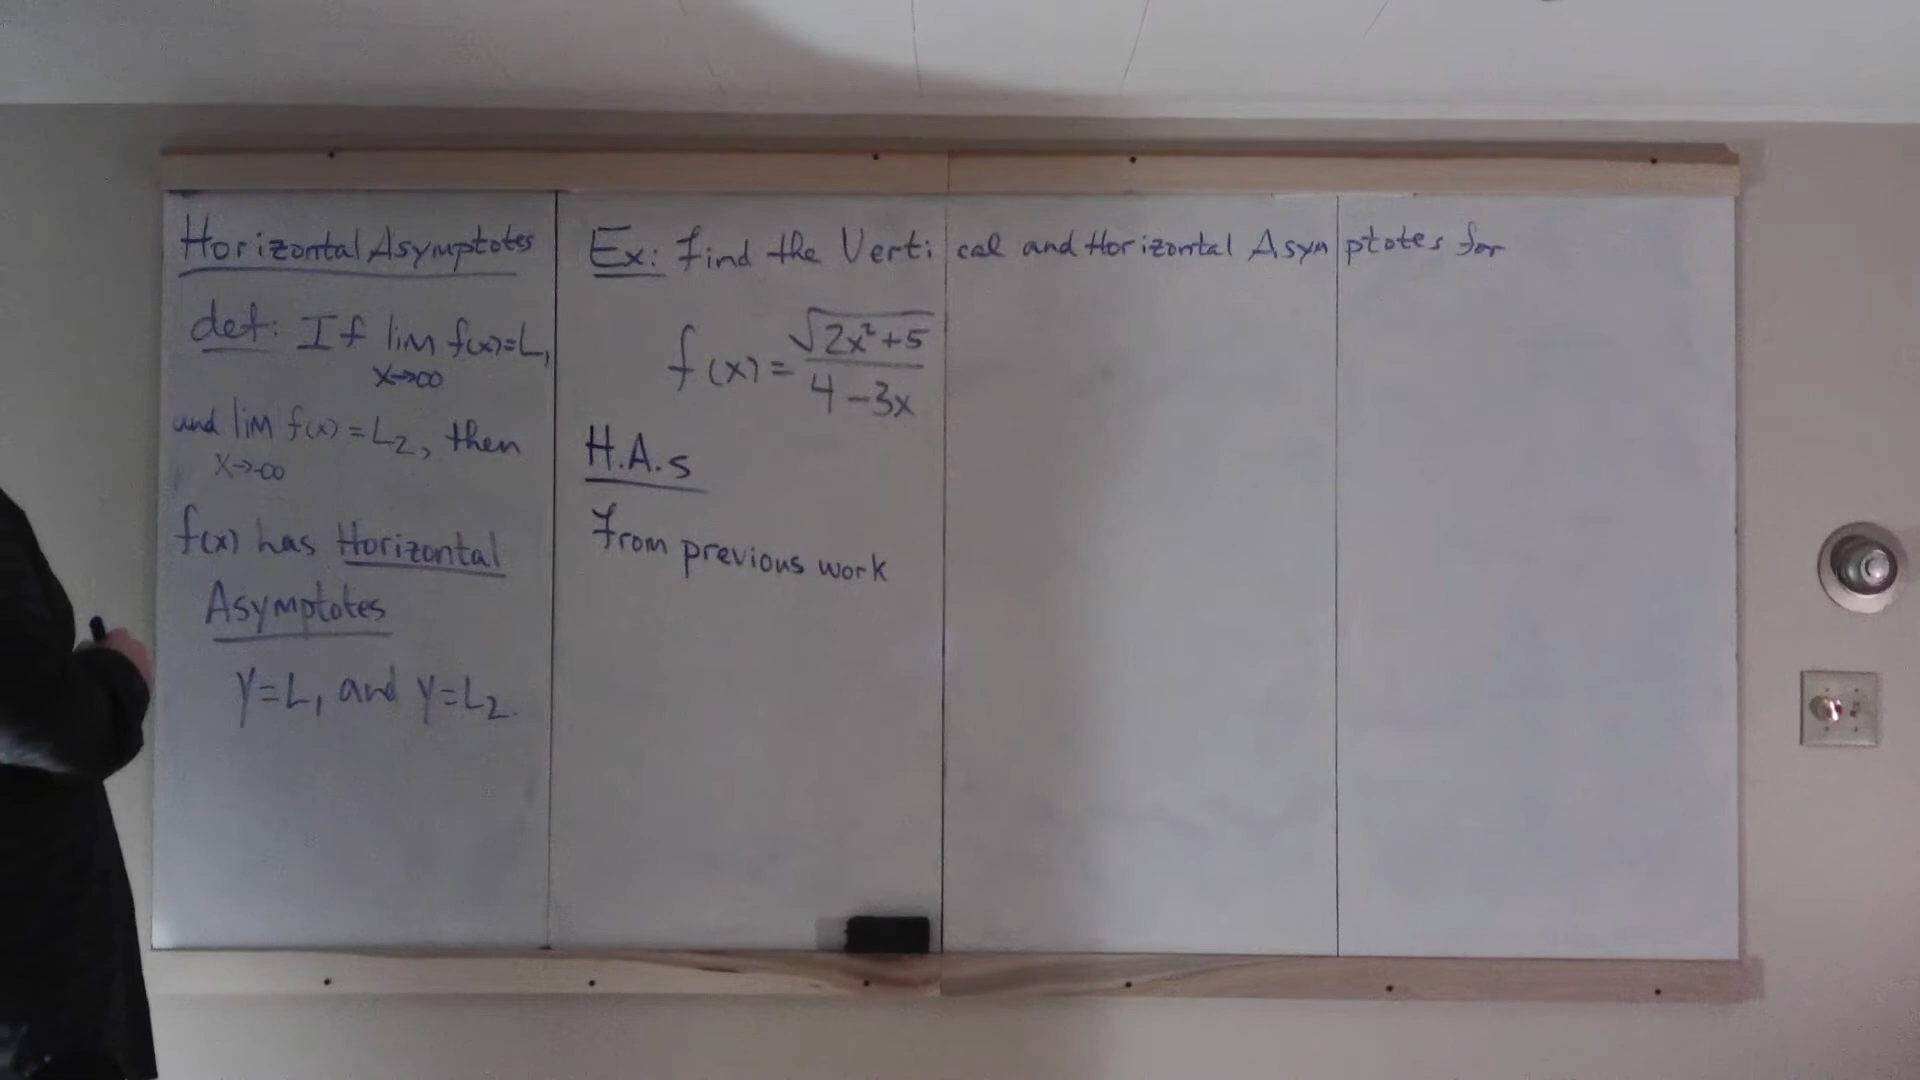 Horizontal Asymptotes
def: If lim f(x)=L₁
x→∞
and lim f(x)=L₂, then
x→-∞
f(x) has Horizontal
Asymptotes
y=L₁ and y=L₂.
Ex: Find the Vertical and Horizontal Asymptotes for
f(x) = √(2x²+5) / (4-3x)
H.A.s
From previous work